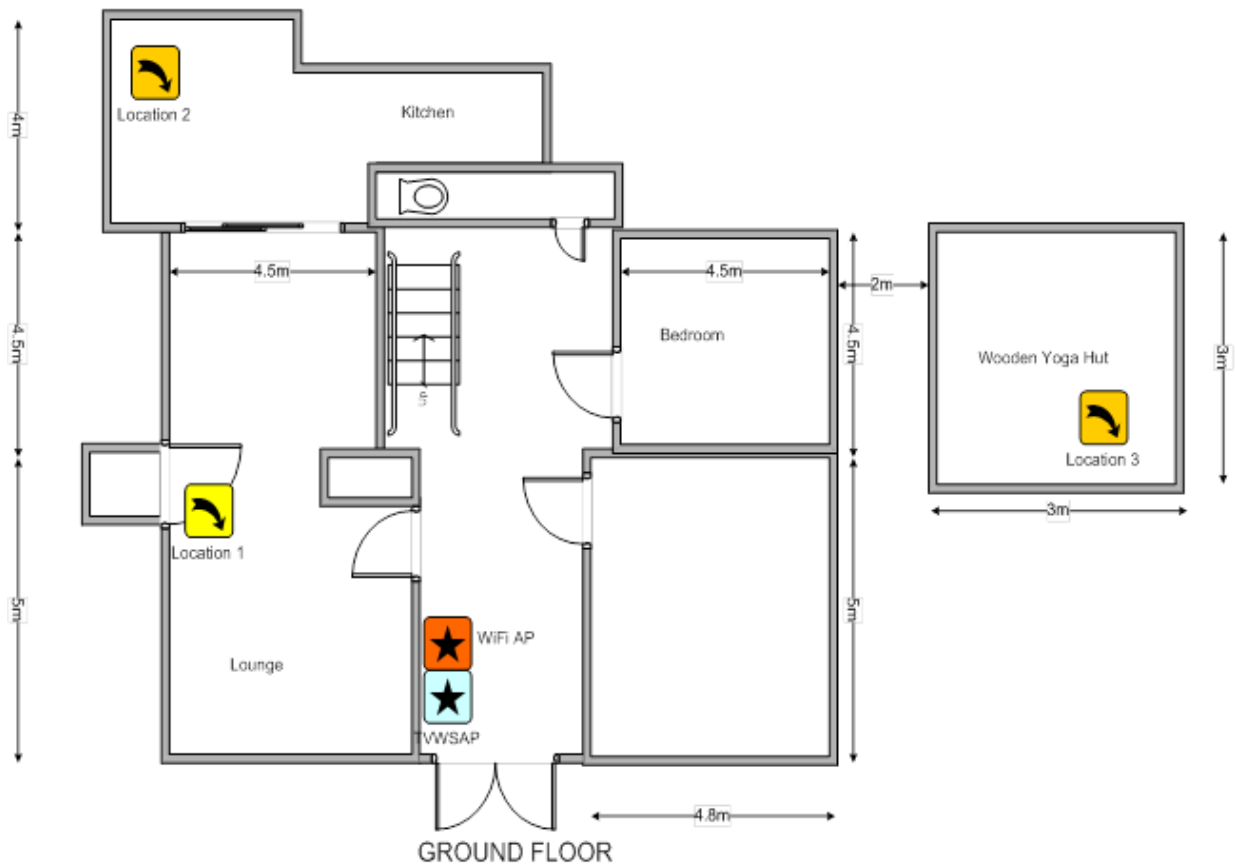 4m
Location 2
Kitchen
4.5m
4.5m
4.5m
4.5m
2m
Bedroom
Wooden Yoga Hut
3m
Location 3
3m
Location 1
5m
WiFi AP
Lounge
TVWSAP
5m
4.8m
GROUND FLOOR